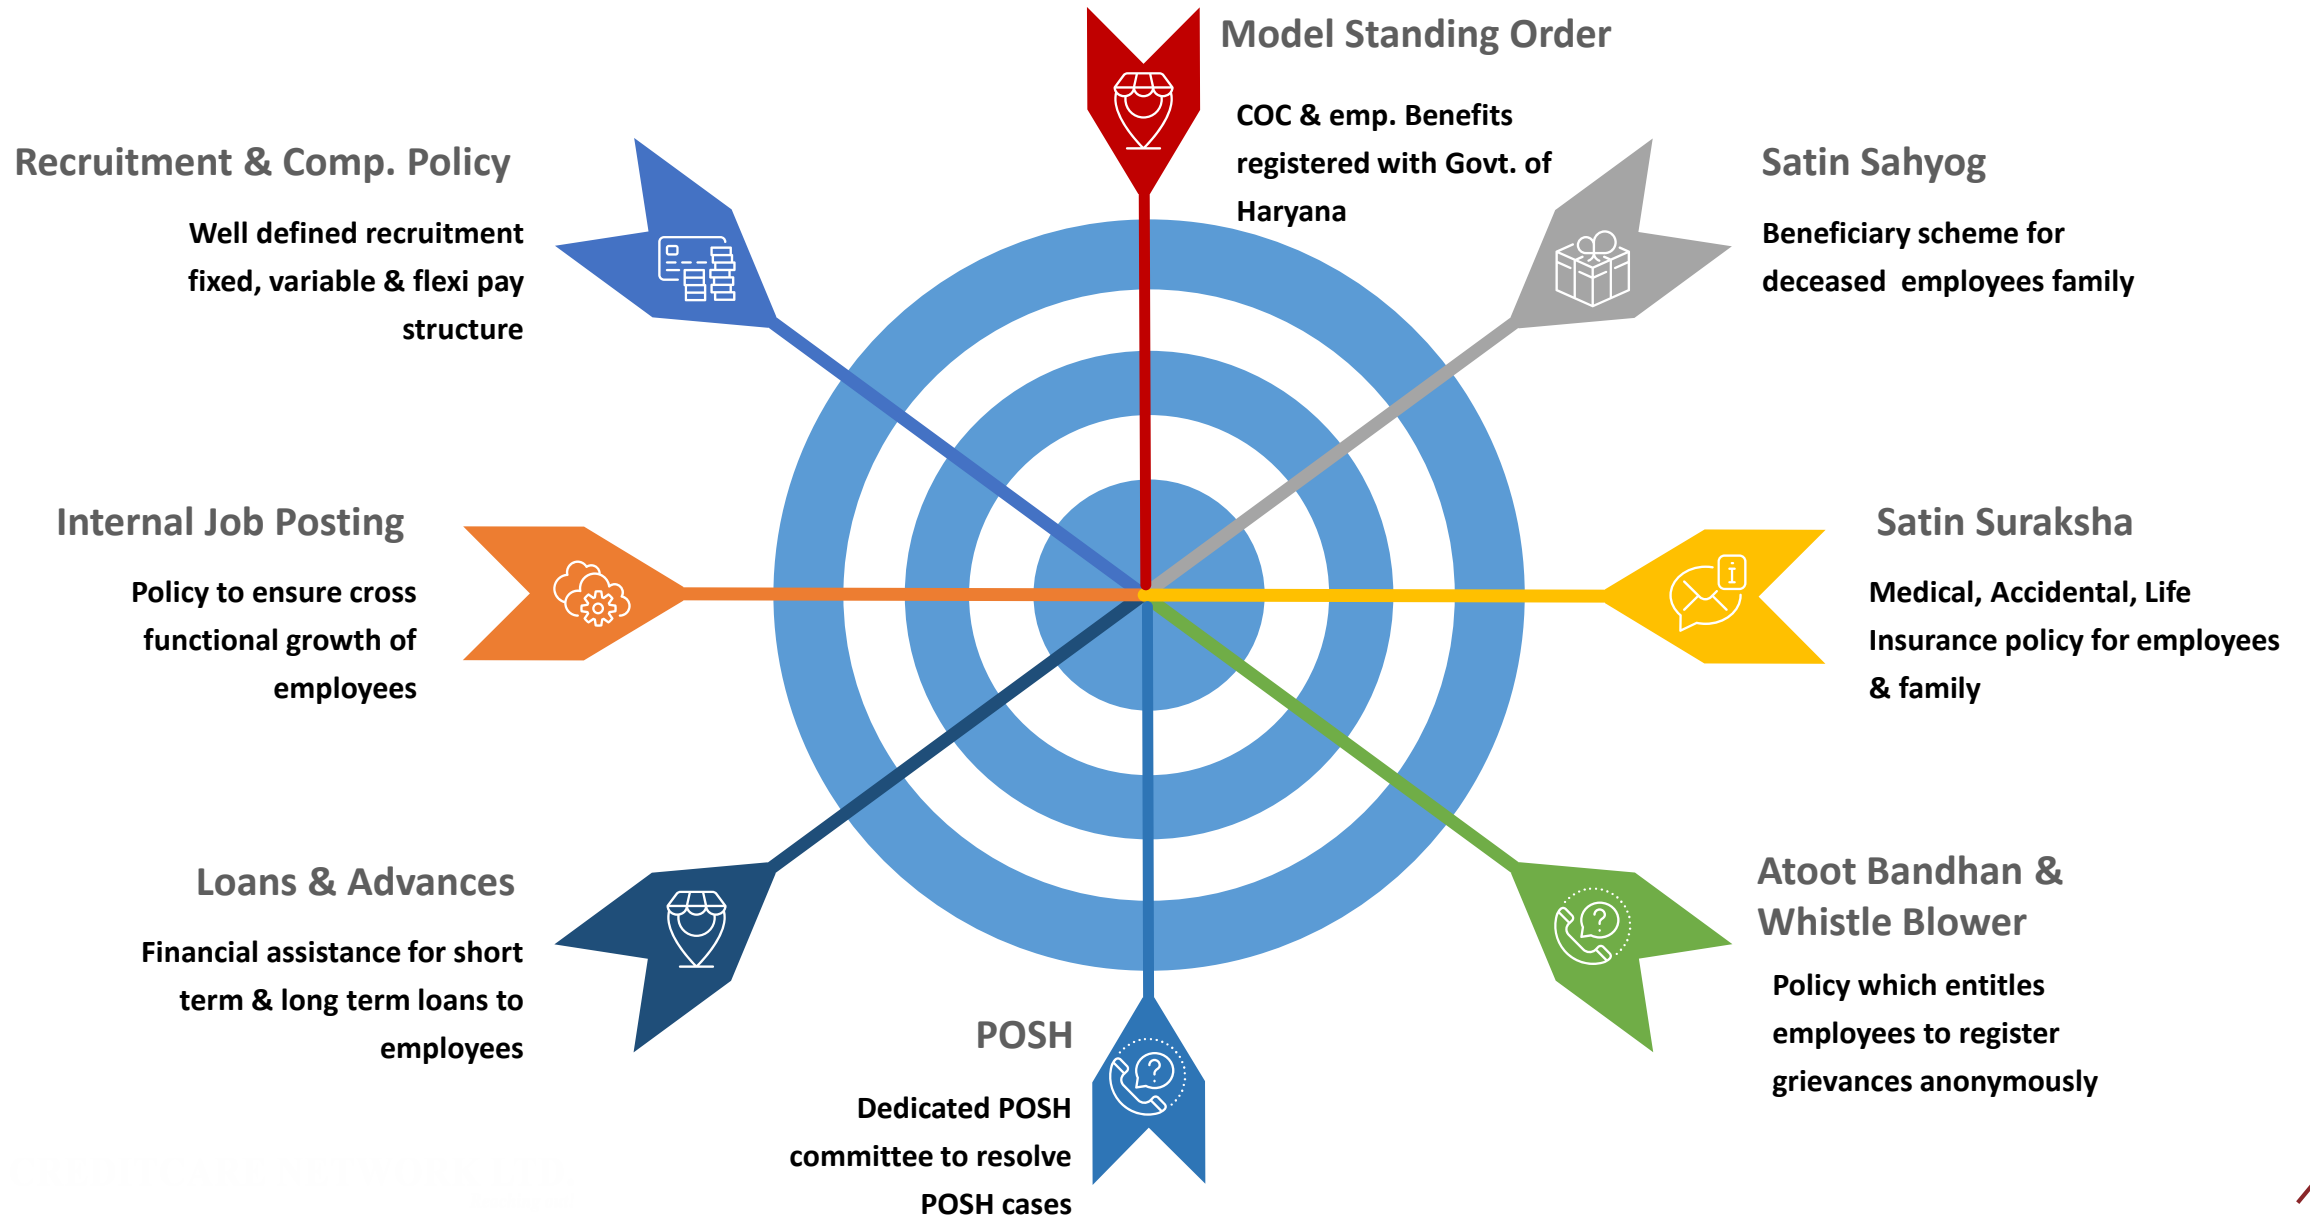 Model Standing Order
COC & emp. Benefits
registered with Govt. of
Haryana
Recruitment & Comp. Policy
Well defined recruitment
fixed, variable & flexi pay
structure
Satin Sahyog
Beneficiary scheme for
deceased employees family
Internal Job Posting
Policy to ensure cross
functional growth of
employees
Satin Suraksha
Medical, Accidental, Life
Insurance policy for employees
& family
Loans & Advances
Financial assistance for short
term & long term loans to
employees
Atoot Bandhan &
Whistle Blower
Policy which entitles
employees to register
grievances anonymously
POSH
Dedicated POSH
committee to resolve
POSH cases